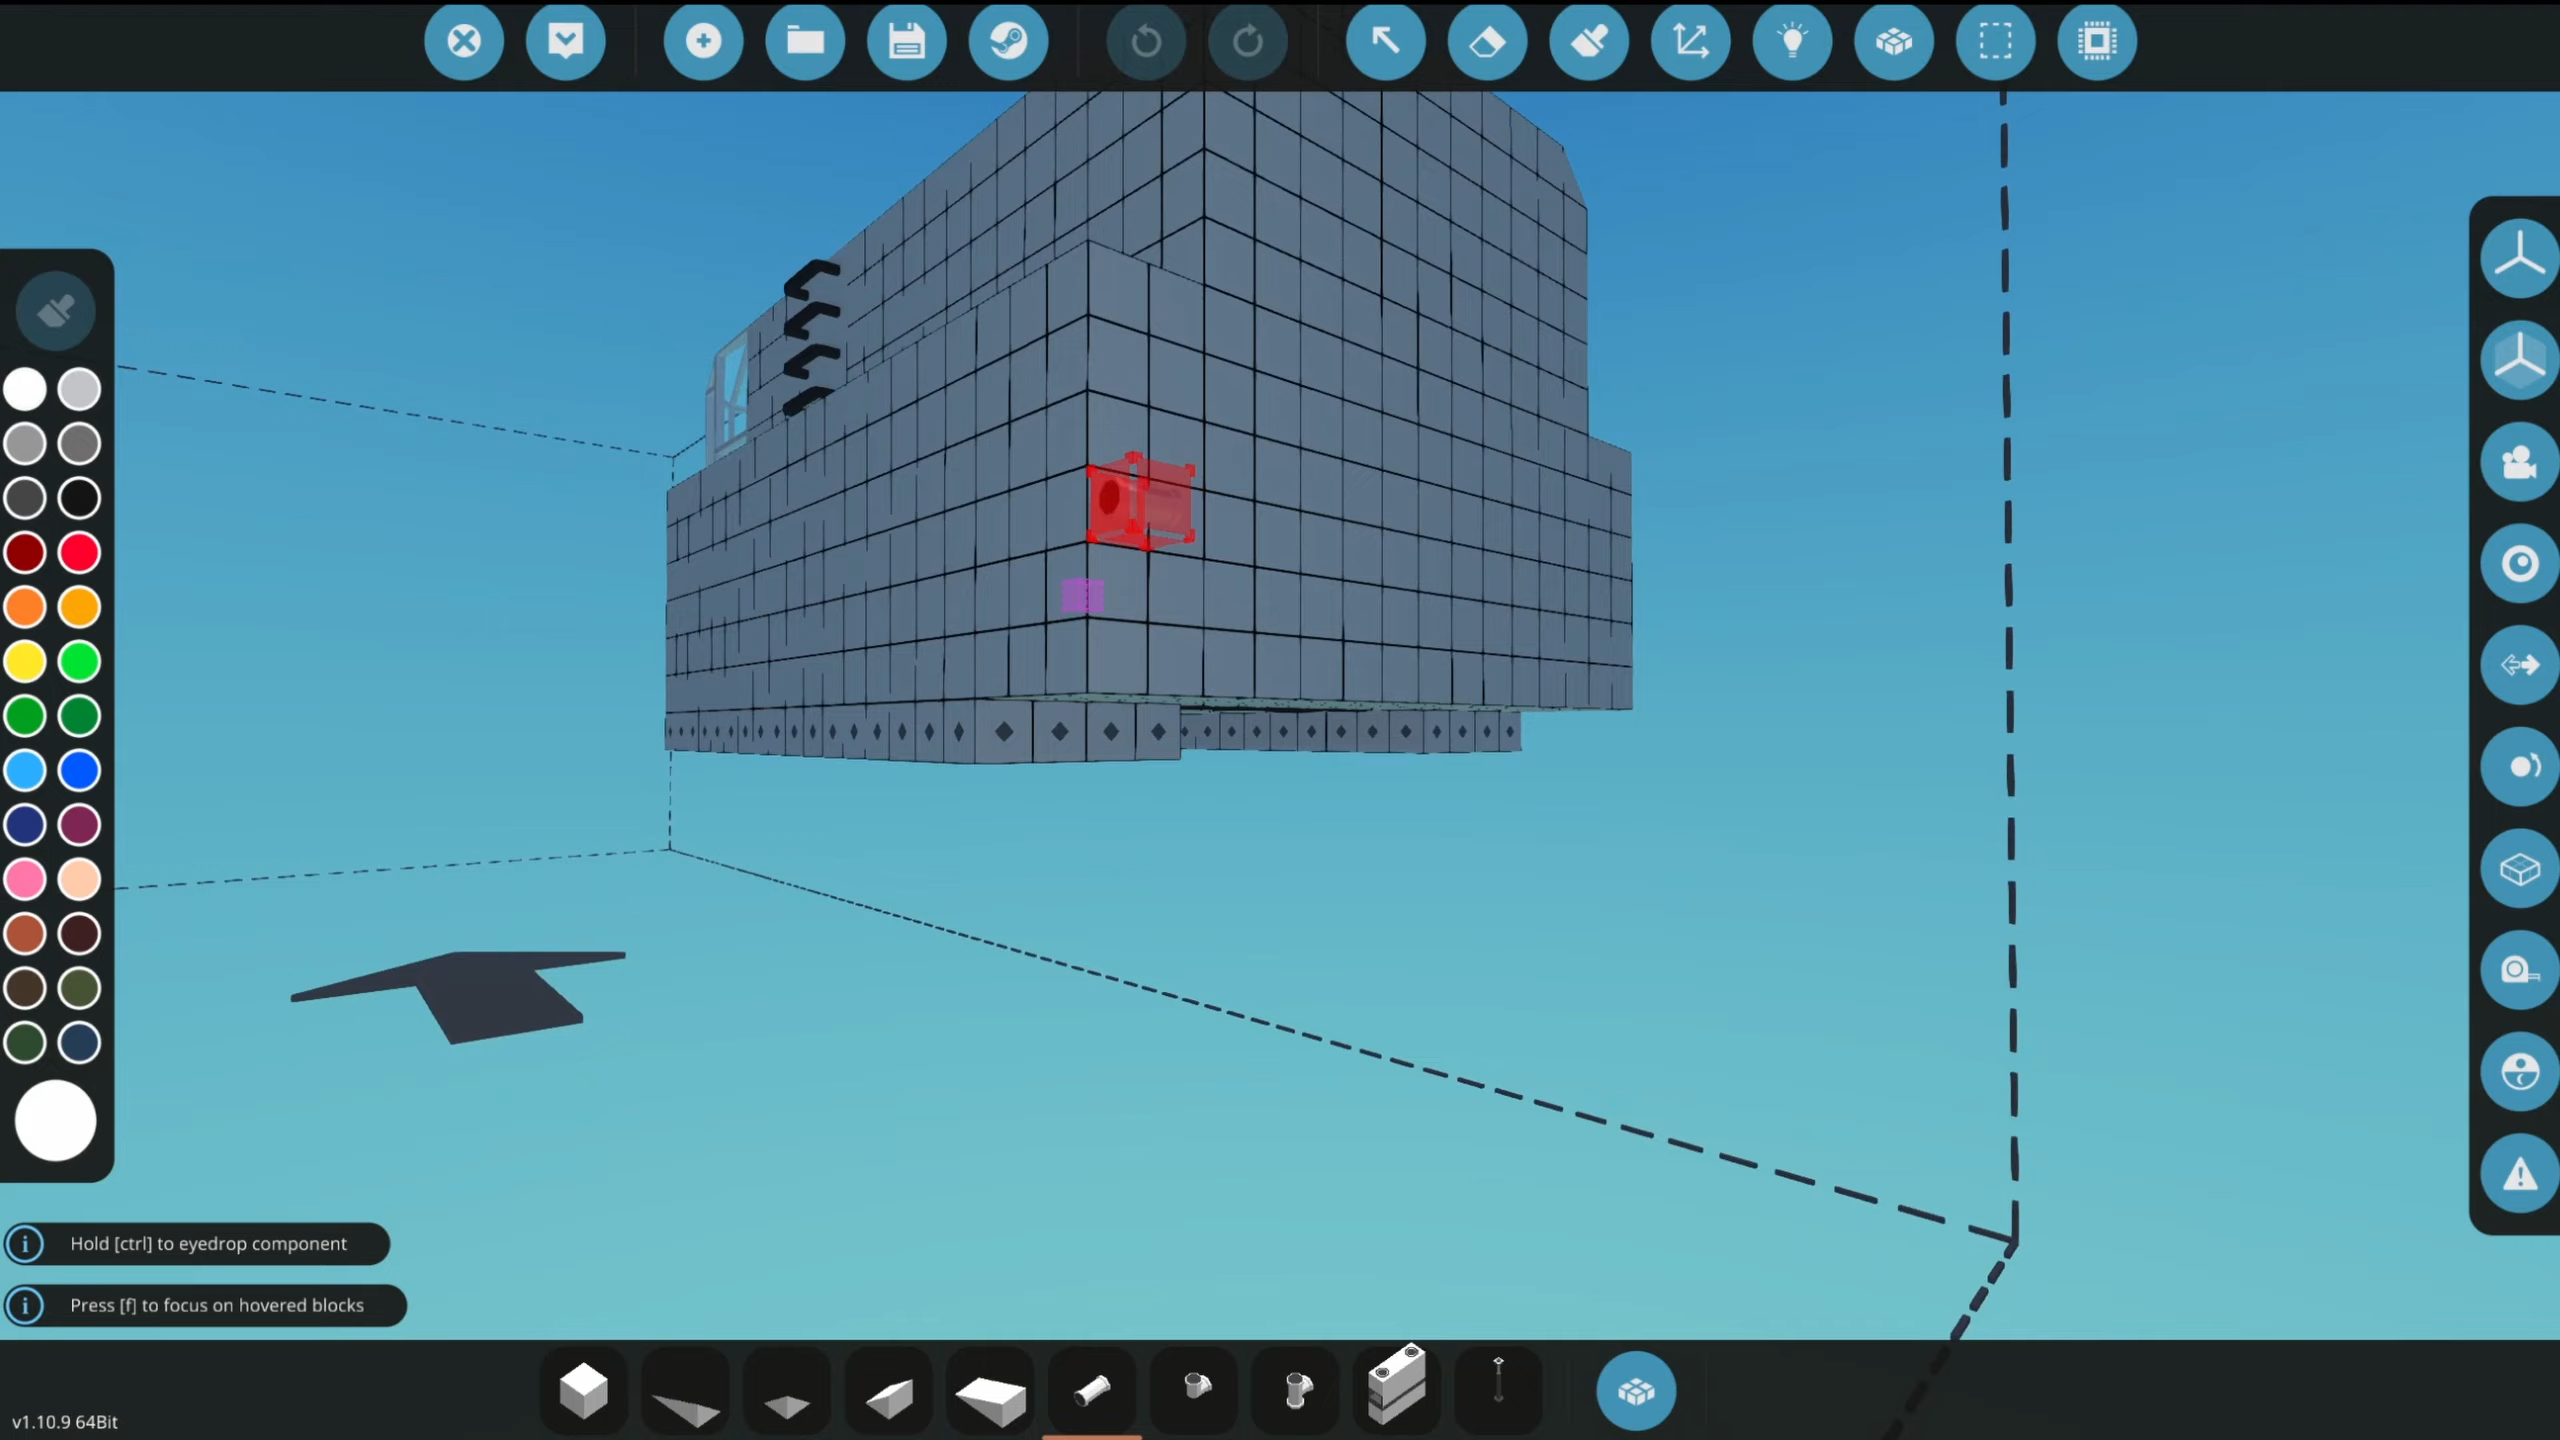 Hold [ctrl] to eyedrop component
Press [f] to focus on hovered blocks
v1.10.9 64Bit